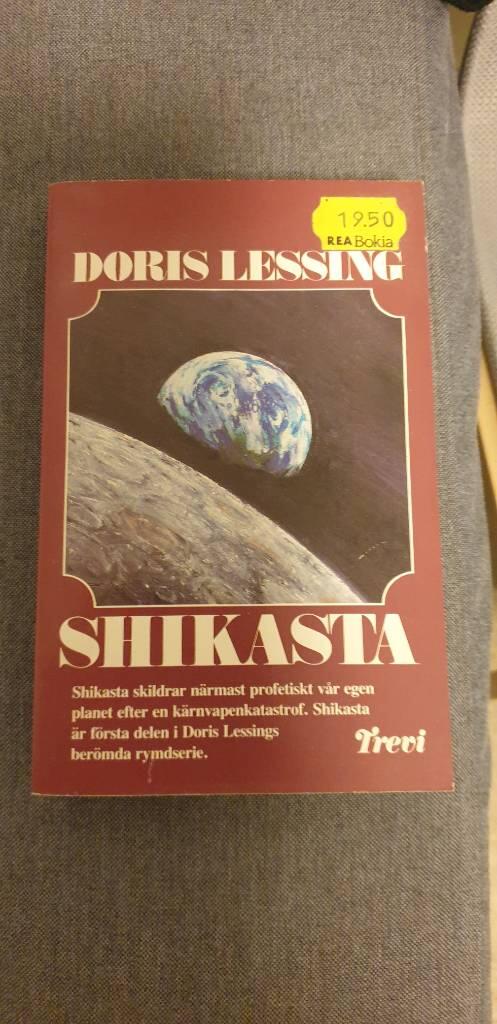 19.50
REA Bokia
DORIS LESSING
SHIKASTA
Shikasta skildrar närmast profetiskt vår egen
planet efter en kärnvapenkatastrof. Shikasta
är första delen i Doris Lessings
berömda rymdserie.
Trevi